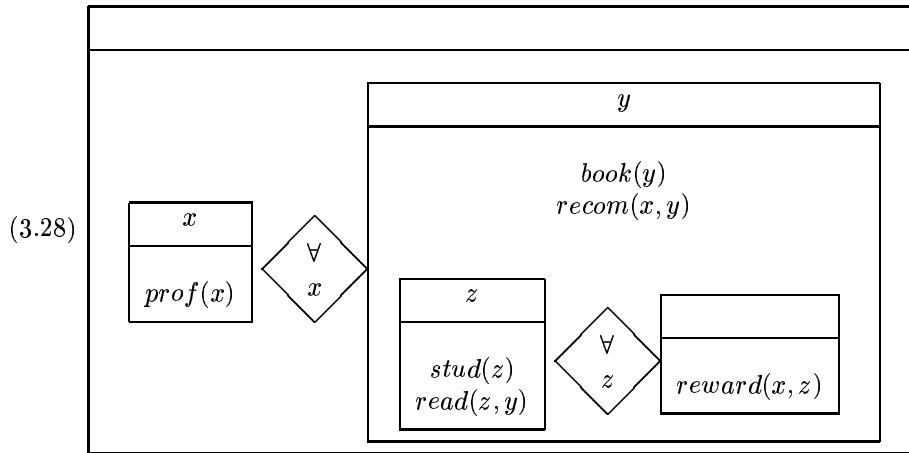 (3.28)
y
book(y)
recom(x, y)
x
prof(x)
∀
x
z
stud(z)
read(z, y)
∀
z
reward(x, z)